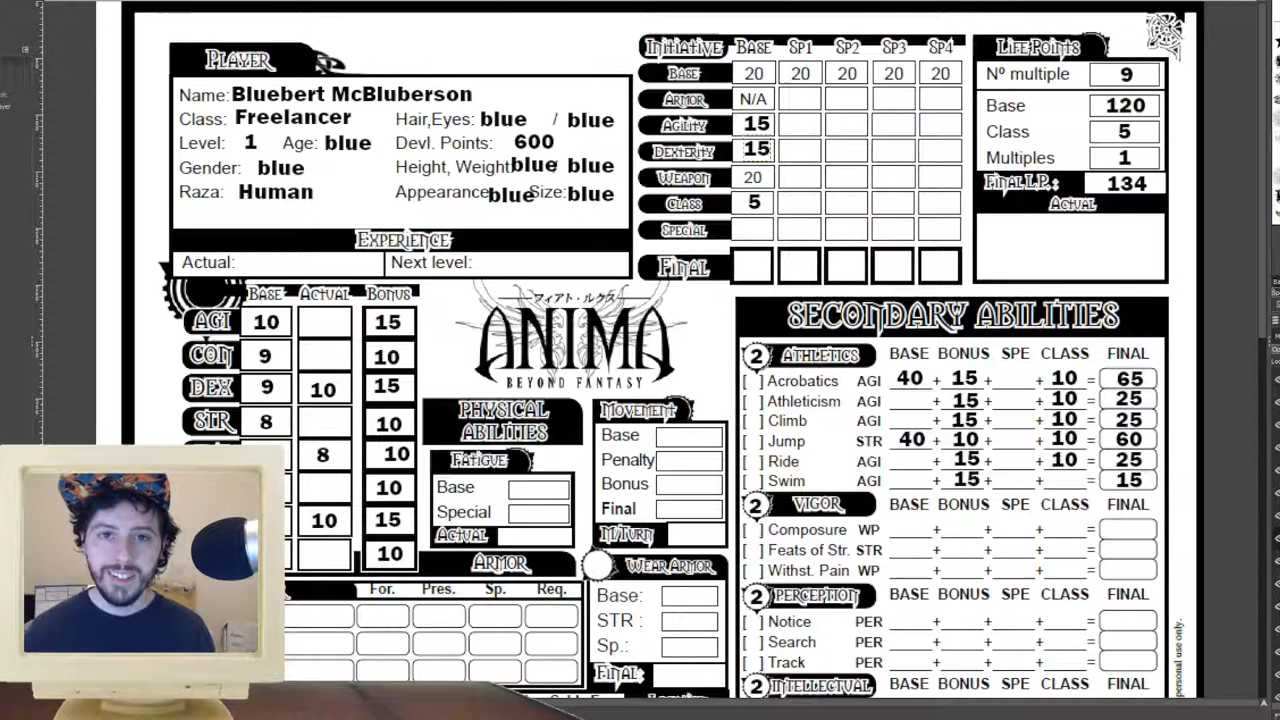 PLAYER
Name: Bluebert McBluberson
Class: Freelancer Hair,Eyes: blue / blue
Level: 1 Age: blue Devl. Points: 600
Gender: blue Height, Weight: blue / blue
Raza: Human Appearance blue Size: blue
EXPERIENCE
Actual: Next level:
INITIATIVE BASE SP1 SP2 SP3 SP4
BASE 20 20 20 20 20
ARMOR N/A
AGILITY 15
DEXTERITY 15
WEAPON 20
CLASS 5
SPECIAL
FINAL
LIFE POINTS
Nº multiple 9
Base 120
Class 5
Multiples 1
FINAL L.P.: 134
ACTUAL
BASE ACTUAL BONUS
AGI 10 15
CON 9 10
DEX 9 10 15
STR 8 10
8 10
10
10 15
10
フィアト・ルクス
ANIMA
BEYOND FANTASY
PHYSICAL
ABILITIES
FATIGUE
Base
Special
ACTUAL
MOVEMENT
Base
Penalty
Bonus
Final
M/TURN
ARMOR
For. Pres. Sp. Req.
WEAR ARMOR
Base:
STR :
Sp.:
FINAL:
SECONDARY ABILITIES
2 ATHLETICS BASE BONUS SPE CLASS FINAL
[ ] Acrobatics AGI 40 + 15 + + 10 = 65
[ ] Athleticism AGI + 15 + + 10 = 25
[ ] Climb AGI + 15 + + 10 = 25
[ ] Jump STR 40 + 10 + + 10 = 60
[ ] Ride AGI + 15 + + 10 = 25
[ ] Swim AGI + 15 + + = 15
2 VIGOR BASE BONUS SPE CLASS FINAL
[ ] Composure WP + + + =
[ ] Feats of Str. STR + + + =
[ ] Withst. Pain WP + + + =
2 PERCEPTION BASE BONUS SPE CLASS FINAL
[ ] Notice PER + + + =
[ ] Search PER + + + =
[ ] Track PER + + + =
2 INTELLECTUAL BASE BONUS SPE CLASS FINAL
personal use only.